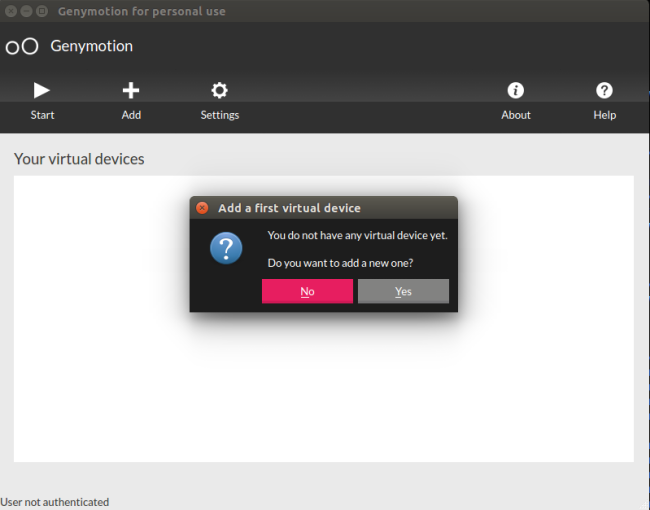 Genymotion for personal use
Genymotion
Start
Add
Settings
About
Help
Your virtual devices
Add a first virtual device
You do not have any virtual device yet.
Do you want to add a new one?
No
Yes
User not authenticated